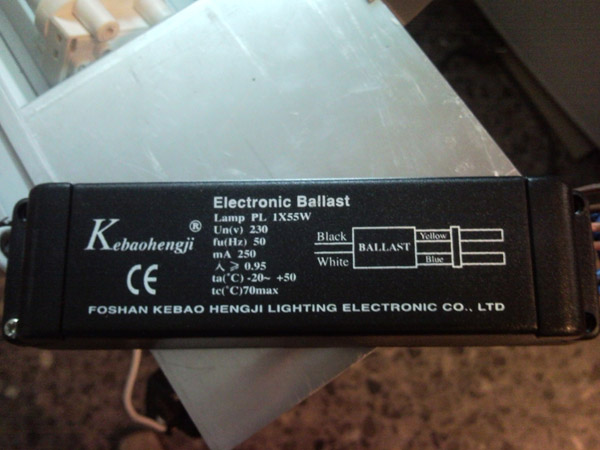 Kebaohengji®
CE
Electronic Ballast
Lamp PL 1X55W
Un(v) 230
fu(Hz) 50
mA 250
入 ⩾ 0.95
ta(˚C) -20~ +50
tc(˚C)70max
Black
White
BALLAST
Yellow
Blue
FOSHAN KEBAO HENGJI LIGHTING ELECTRONIC CO., LTD